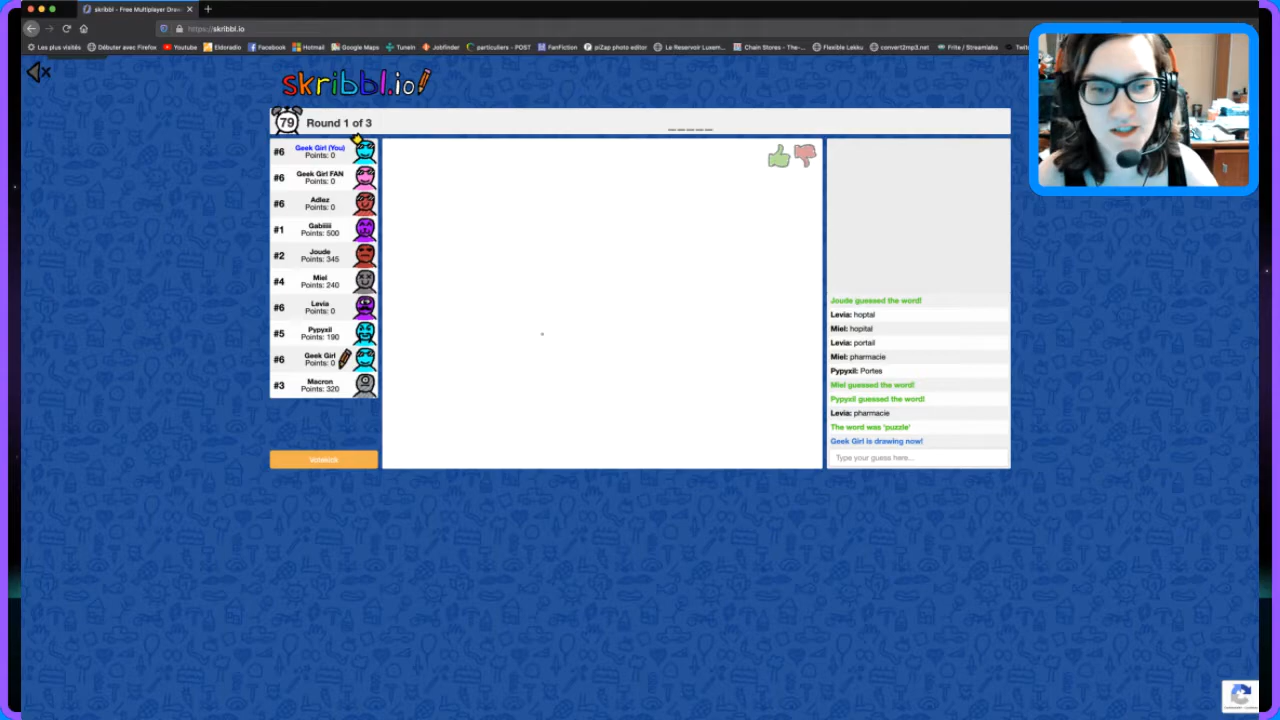 skribbl - Free Multiplayer Draw
https://skribbl.io
Les plus visités Débuter avec Firefox Youtube Eldoradio Facebook Hotmail Google Maps TuneIn Jobfinder particuliers - POST FanFiction piZap photo editor Le Reservoir Luxem... Chain Stores - The-... Flexible Lekku convert2mp3.net Frite / Streamlabs Twit
skribbl.io
79 Round 1 of 3 _____
#6 Geek Girl (You)
Points: 0
#6 Geek Girl FAN
Points: 0
#6 Adlez
Points: 0
#1 Gabiiiii
Points: 500
#2 Joude
Points: 345
#4 Miel
Points: 240
#6 Levia
Points: 0
#5 Pypyxil
Points: 190
#6 Geek Girl
Points: 0
#3 Macron
Points: 320
Votekick
Joude guessed the word!
Levia: hoptal
Miel: hopital
Levia: portail
Miel: pharmacie
Pypyxil: Portes
Miel guessed the word!
Pypyxil guessed the word!
Levia: pharmacie
The word was 'puzzle'
Geek Girl is drawing now!
Type your guess here...